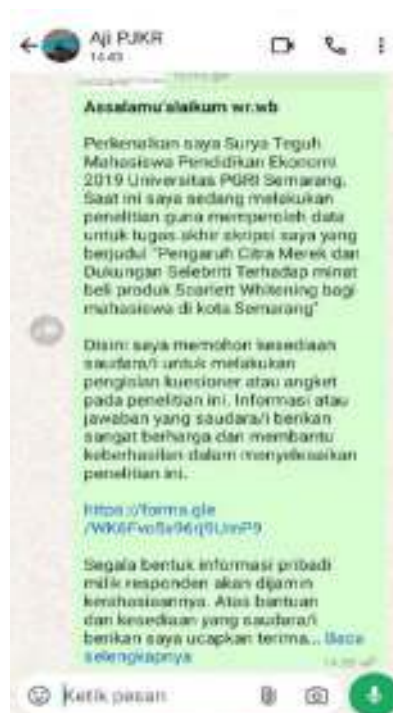 Aji PJKR
14.43
Assalamu'alaikum wr.wb
Perkenalkan saya Surya Teguh
Mahasiswa Pendidikan Ekonomi
2019 Universitas PGRI Semarang.
Saat ini saya sedang melakukan
penelitian guna memperoleh data
untuk tugas akhir skripsi saya yang
berjudul "Pengaruh Citra Merek dan
Dukungan Selebriti Terhadap minat
beli produk Scarlett Whitening bagi
mahasiswa di kota Semarang"
Disini saya memohon kesediaan
saudara/i untuk melakukan
pengisian kuesioner atau angket
pada penelitian ini. Informasi atau
jawaban yang saudara/i berikan
sangat berharga dan membantu
keberhasilan dalam menyelesaikan
penelitian ini.
https://forms.gle
Segala bentuk informasi pribadi
milik responden akan dijamin
kerahasiaannya. Atas bantuan
dan kesediaan yang saudara/i
berikan saya ucapkan terima... Baca
selengkapnya
Ketik pesan